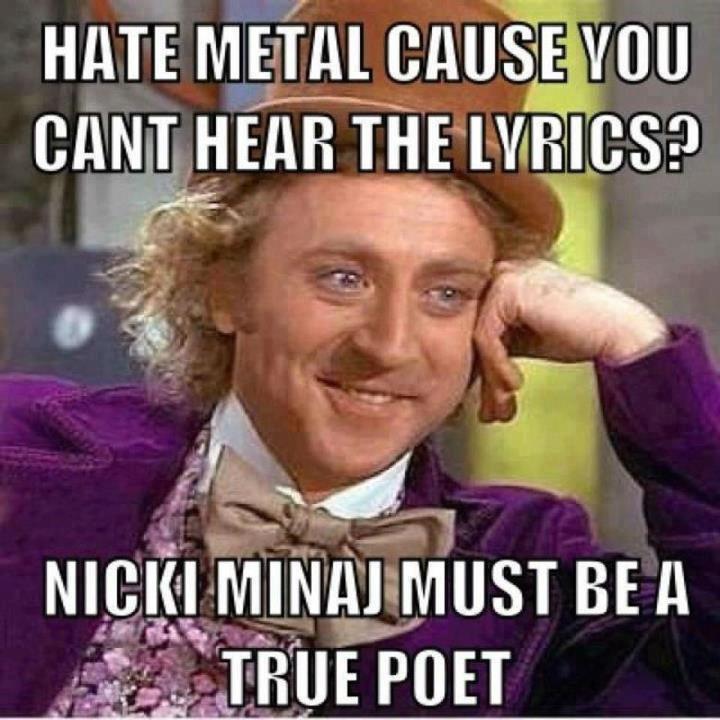 HATE METAL CAUSE YOU
CANT HEAR THE LYRICS?
NICKI MINAJ MUST BE A
TRUE POET